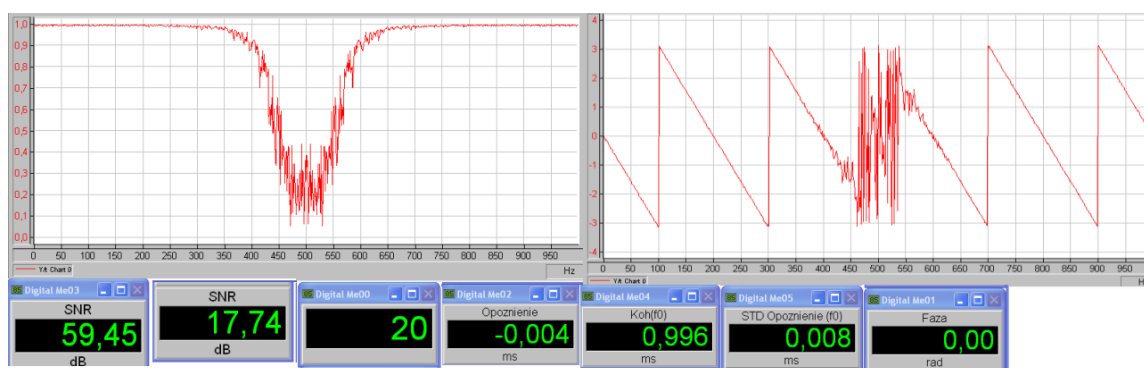 1,0
0,9
0,8
0,8
0,6
0,5
0,4
0,3
0,2
0,1
0,0
0 50 100 150 200 250 300 350 400 450 500 550 600 650 700 750 800 850 900 950
Y/t Chart 0
Hz
4
3
2
1
0
-1
-2
-3
-4
0 50 100 150 200 250 300 350 400 450 500 550 600 650 700 750 800 850 900 950
Y/t Chart 0
Digital Me03
SNR
59,45
dB
SNR
17,74
dB
Digital Me00
20
Digital Me02
Opoznienie
-0,004
ms
Digital Me04
Koh(f0)
0,996
ms
Digital Me05
STD Opoznienie (f0)
0,008
ms
Digital Me01
Faza
0,00
rad